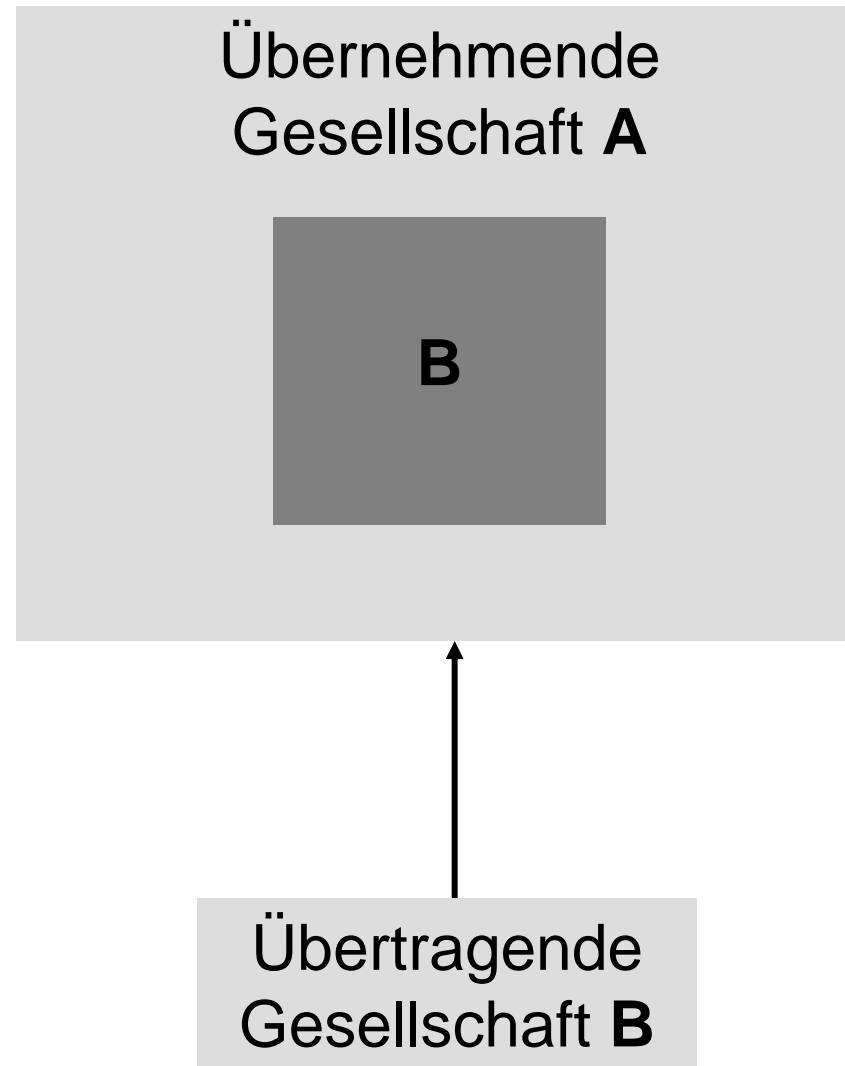 Übernehmende
Gesellschaft A
B
Übertragende
Gesellschaft B